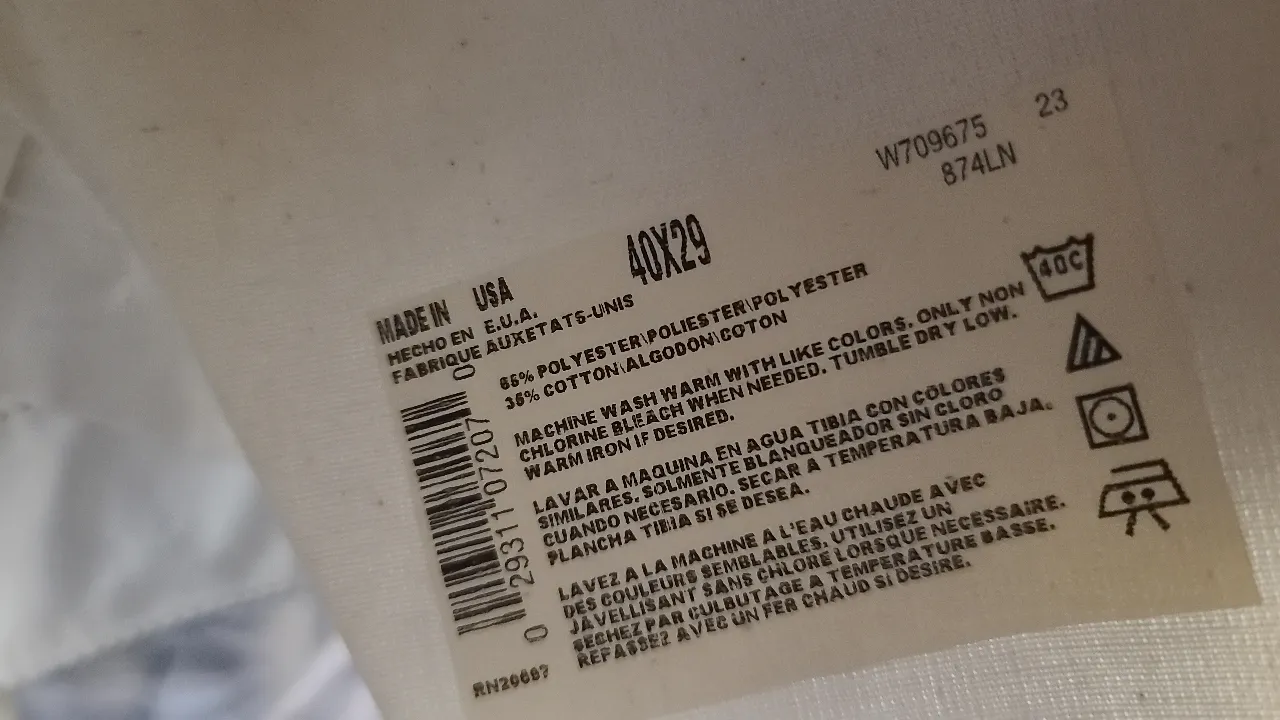 23
W709675
874LN
40X29
MADE IN USA
HECHO EN E.U.A.
FABRIQUE AUXETATS-UNIS
65% POLYESTER\POLIESTER\POLYESTER
35% COTTON\ALGODON\COTON
MACHINE WASH WARM WITH LIKE COLORS. ONLY NON
CHLORINE BLEACH WHEN NEEDED. TUMBLE DRY LOW.
WARM IRON IF DESIRED.
LAVAR A MAQUINA EN AGUA TIBIA CON COLORES
SIMILARES. SOLMENTE BLANQUEADOR SIN CLORO
CUANDO NECESARIO. SECAR A TEMPERATURA BAJA.
PLANCHA TIBIA SI SE DESEA.
LAVEZ A LA MACHINE A L'EAU CHAUDE AVEC
DES COULEURS SEMBLABLES, UTILISEZ UN
JAVELLISANT SANS CHLORE LORSQUE NECESSAIRE.
SECHEZ PAR CULBUTAGE A TEMPERATURE BASSE.
REPASSEZ AVEC UN FER CHAUD SI DESIRE.
40C
0 29311 07207 0